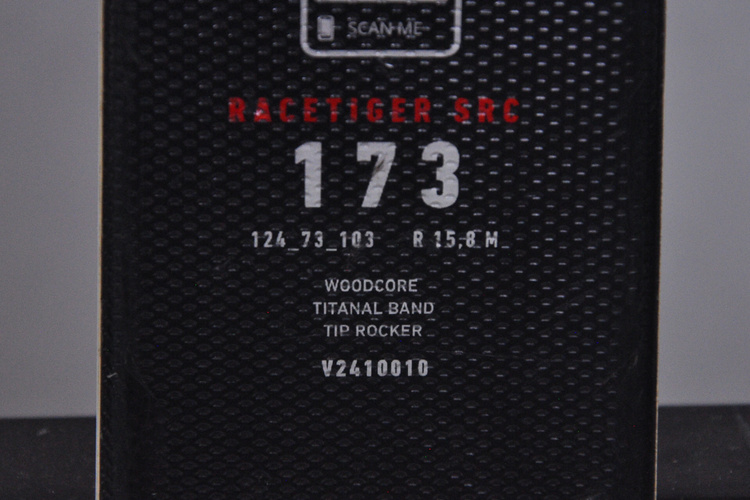 SCAN ME
RACETIGER SRC
173
124_73_103 R 15,8 M
WOODCORE
TITANAL BAND
TIP ROCKER
V2410010